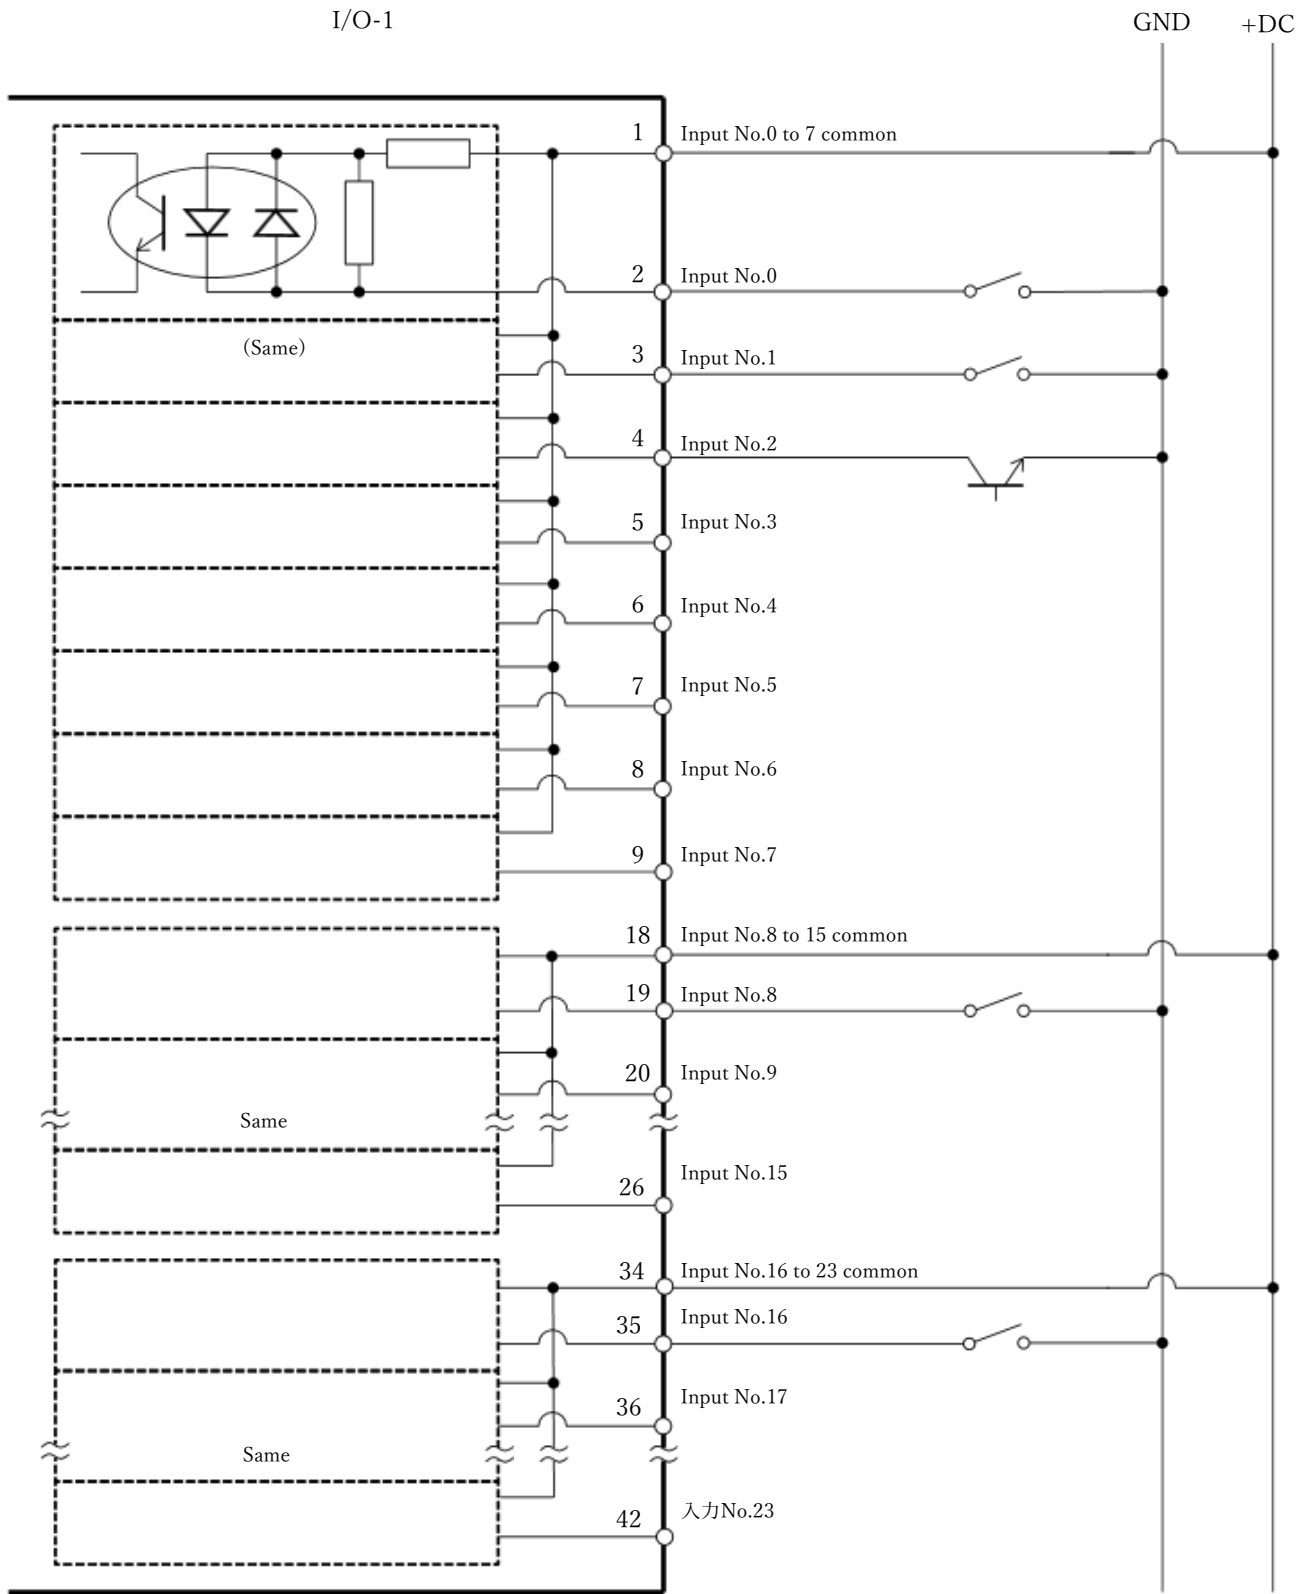 I/O-1
GND
+DC
1 Input No.0 to 7 common
2 Input No.0
(Same)
3 Input No.1
4 Input No.2
5 Input No.3
6 Input No.4
7 Input No.5
8 Input No.6
9 Input No.7
18 Input No.8 to 15 common
19 Input No.8
20 Input No.9
Same
26 Input No.15
34 Input No.16 to 23 common
35 Input No.16
36 Input No.17
Same
42 入力No.23